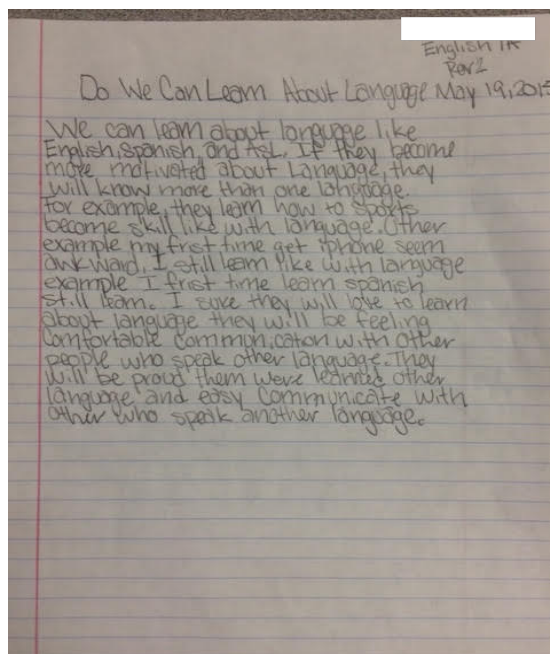 English 1A
Per 2
Do We Can Learn About Language May 19, 2015
We can learn about language like
English, Spanish, and ASL. If they become
more motivated about Language, they
will know more than one language.
For example, they learn how to sports
become skill like with language. Other
example my frist time get iphone seem
awkward. I still learn like with language
example I frist time learn spanish
still learn. I sure they will love to learn
about language they will be feeling
comfortable communication with other
people who speak other language. They
will be proud them were learned other
language and easy communicate with
other who speak another language.